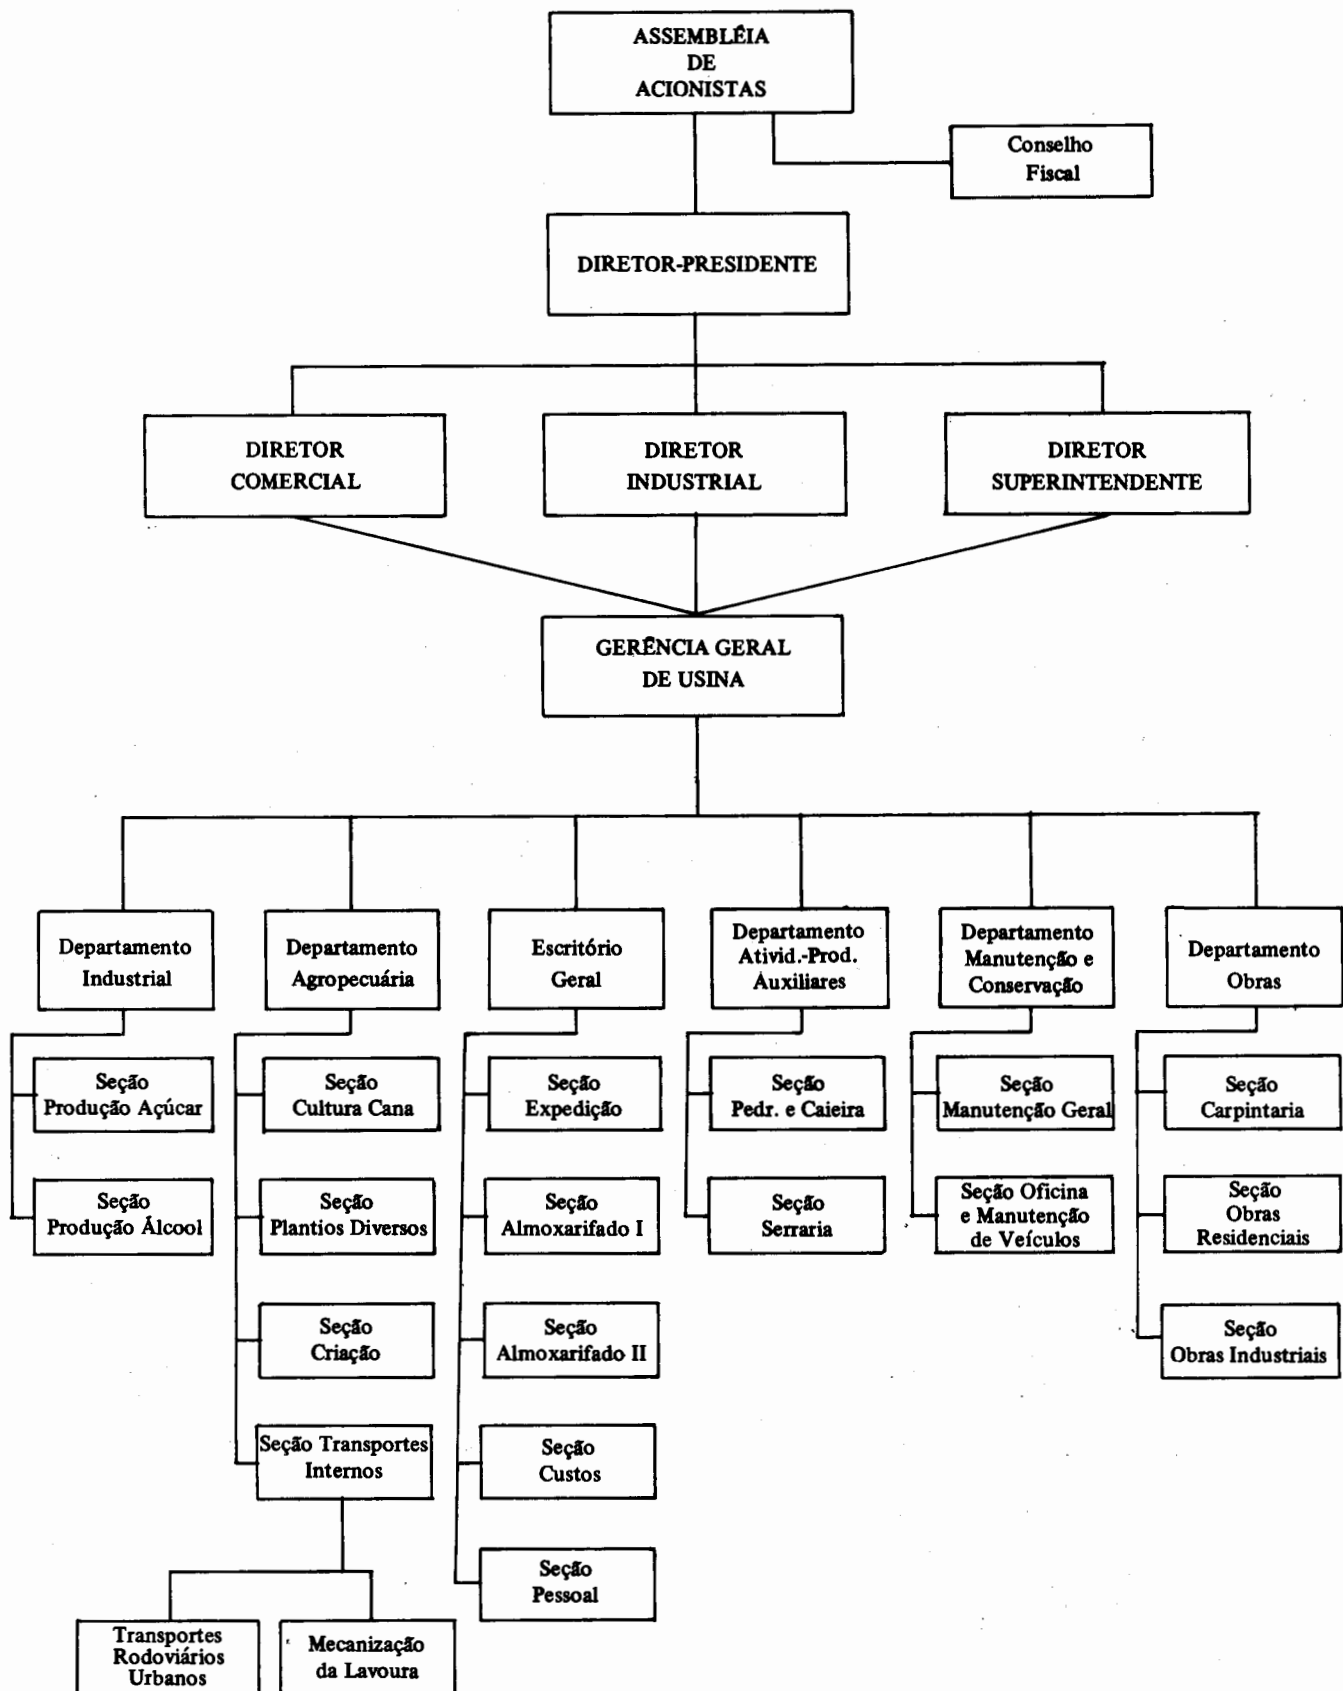 ASSEMBLÉIA
DE
ACIONISTAS
Conselho
Fiscal
DIRETOR-PRESIDENTE
DIRETOR
COMERCIAL
DIRETOR
INDUSTRIAL
DIRETOR
SUPERINTENDENTE
GERÊNCIA GERAL
DE USINA
Departamento
Industrial
Departamento
Agropecuária
Escritório
Geral
Departamento
Ativid.-Prod.
Auxiliares
Departamento
Manutenção e
Conservação
Departamento
Obras
Seção
Produção Açúcar
Seção
Cultura Cana
Seção
Expedição
Seção
Pedr. e Caieira
Seção
Manutenção Geral
Seção
Carpintaria
Seção
Produção Álcool
Seção
Plantios Diversos
Seção
Almoxarifado I
Seção
Serraria
Seção Oficina
e Manutenção
de Veículos
Seção
Obras
Residenciais
Seção
Criação
Seção
Almoxarifado II
Seção
Obras Industriais
Seção Transportes
Internos
Seção
Custos
Seção
Pessoal
Transportes
Rodoviários
Urbanos
Mecanização
da Lavoura